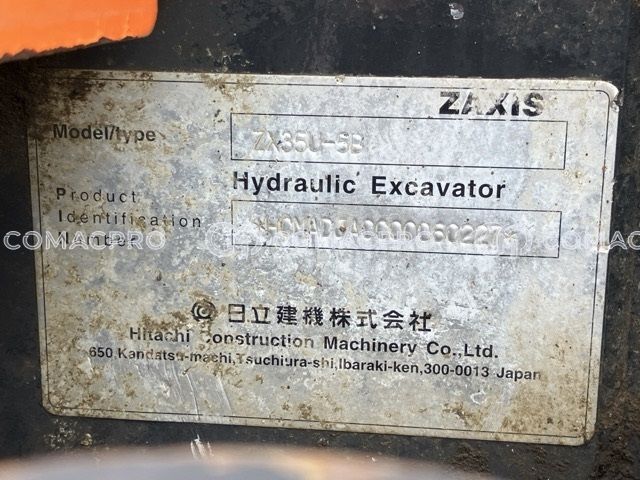 ZAXIS
Model/type ZX35U-5B
Hydraulic Excavator
Product
Identification
Number
COMACPRO
日立建機株式会社
Hitachi Construction Machinery Co.,Ltd.
650,Kandatsu-machi,Tsuchiura-shi,Ibaraki-ken,300-0013 Japan